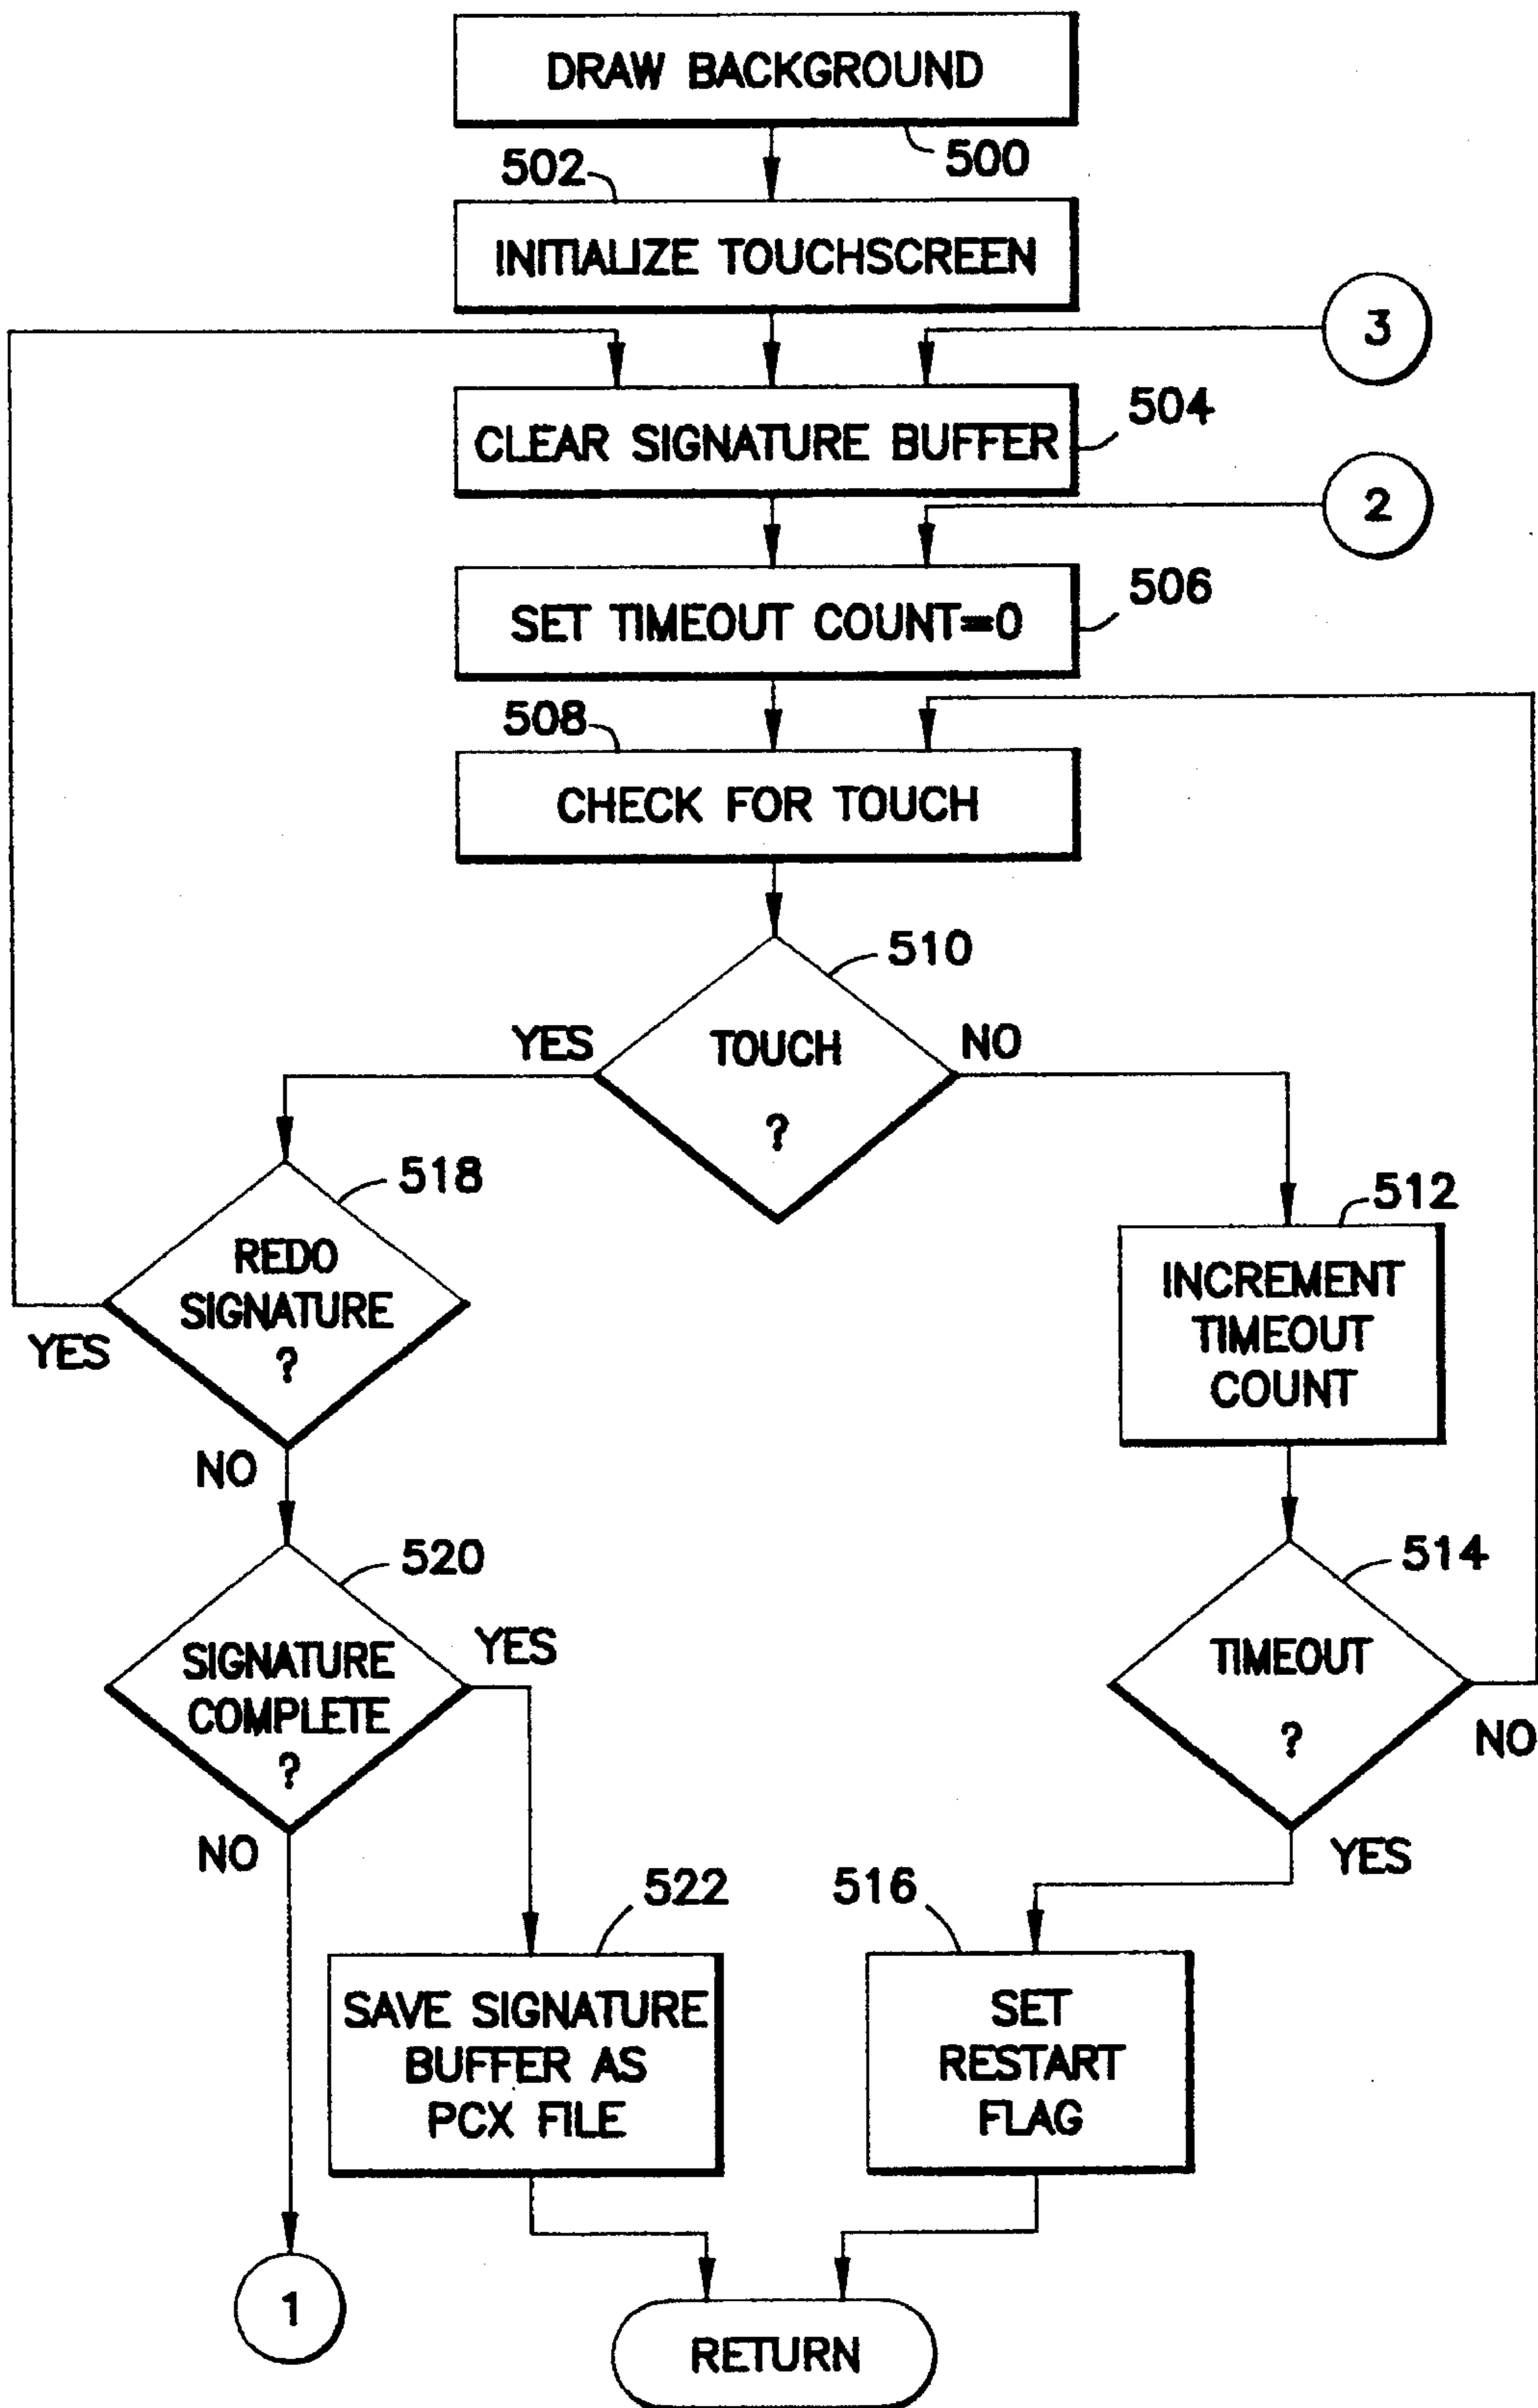 DRAW BACKGROUND
500
502
INITIALIZE TOUCHSCREEN
3
CLEAR SIGNATURE BUFFER
504
2
SET TIMEOUT COUNT=0
506
508
CHECK FOR TOUCH
510
YES
TOUCH
?
NO
518
REDO
SIGNATURE
?
YES
NO
512
INCREMENT
TIMEOUT
COUNT
520
SIGNATURE
COMPLETE
?
YES
NO
514
TIMEOUT
?
NO
YES
522
SAVE SIGNATURE
BUFFER AS
PCX FILE
516
SET
RESTART
FLAG
1
RETURN